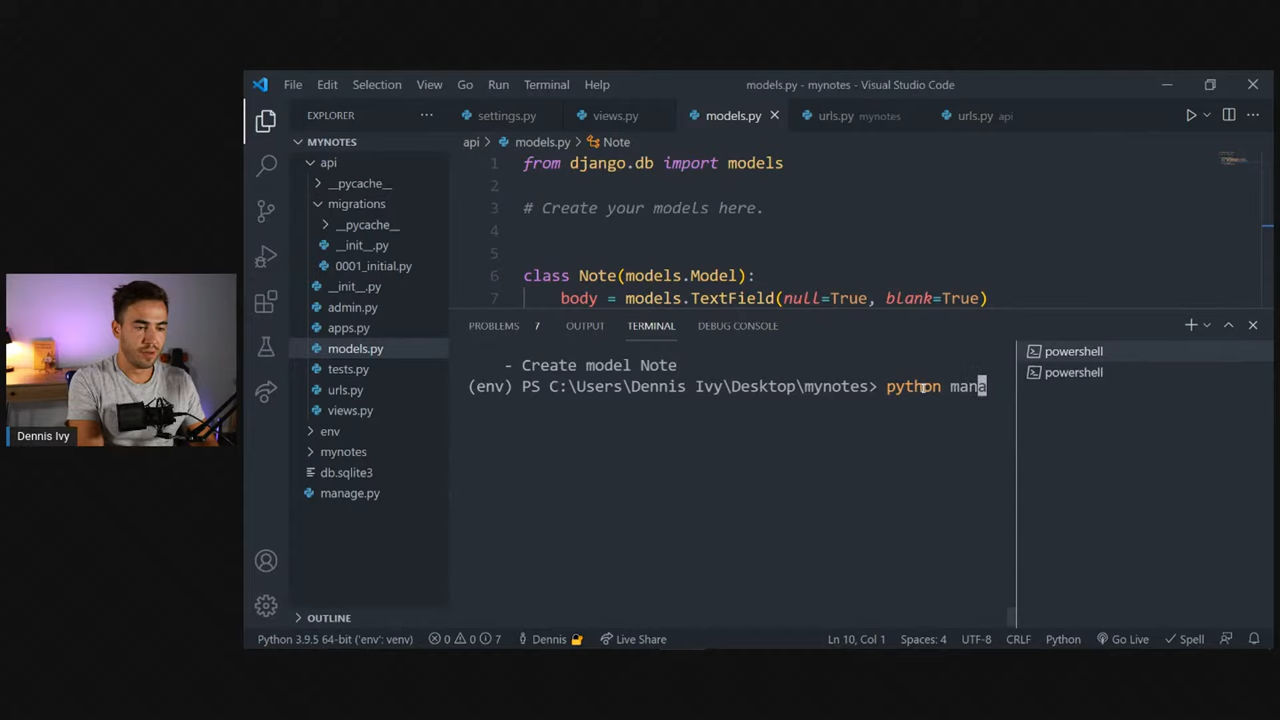 File Edit Selection View Go Run Terminal Help
models.py - mynotes - Visual Studio Code
EXPLORER
settings.py
views.py
models.py
urls.py mynotes
urls.py api
MYNOTES
api
__pycache__
migrations
__pycache__
__init__.py
0001_initial.py
__init__.py
admin.py
apps.py
models.py
tests.py
urls.py
views.py
env
mynotes
db.sqlite3
manage.py
OUTLINE
api > models.py > Note
1 from django.db import models
2
3 # Create your models here.
4
5
6 class Note(models.Model):
7 body = models.TextField(null=True, blank=True)
PROBLEMS 7 OUTPUT TERMINAL DEBUG CONSOLE
- Create model Note
(env) PS C:\Users\Dennis Ivy\Desktop\mynotes> python mana
powershell
powershell
Dennis Ivy
Python 3.9.5 64-bit ('env': venv) 0 0 7 Dennis Live Share Ln 10, Col 1 Spaces: 4 UTF-8 CRLF Python Go Live Spell